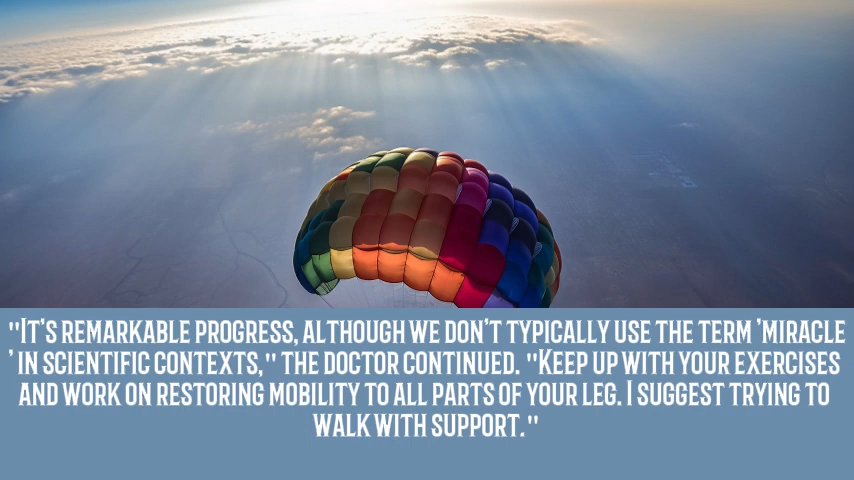 "It's remarkable progress, although we don't typically use the term 'miracle
' in scientific contexts," the doctor continued. "Keep up with your exercises
and work on restoring mobility to all parts of your leg. I suggest trying to
walk with support."